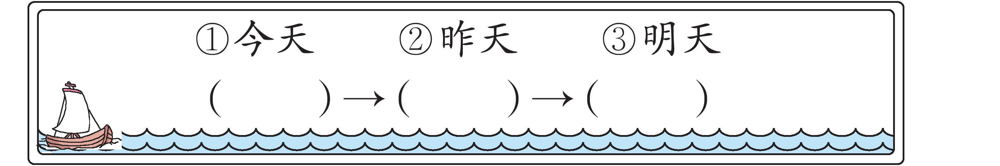 ①今天 ②昨天 ③明天
(  )→(  )→(  )